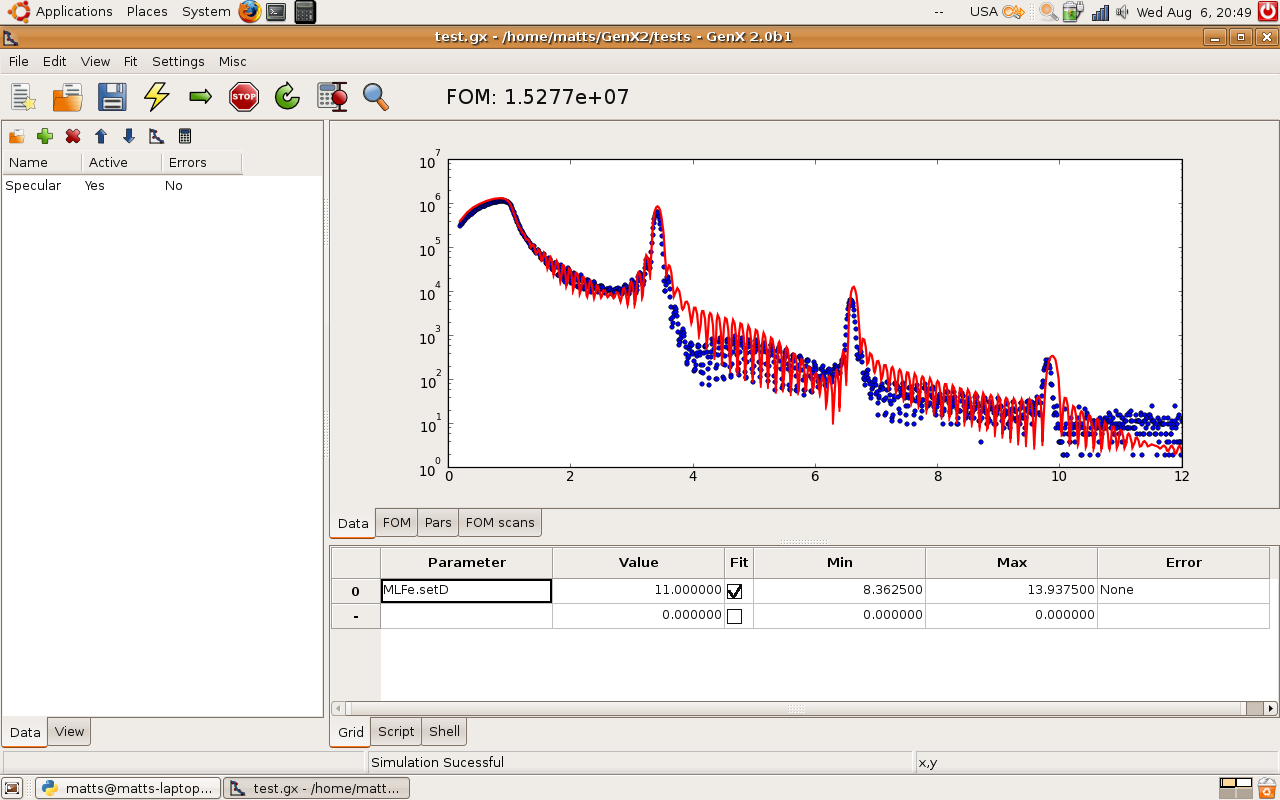 Applications Places System -- USA Wed Aug 6, 20:49
test.gx - /home/matts/GenX2/tests - GenX 2.0b1
File Edit View Fit Settings Misc
STOP FOM: 1.5277e+07
Name Active Errors
Specular Yes No
10^7
10^6
10^5
10^4
10^3
10^2
10^1
10^0
0 2 4 6 8 10 12
Data FOM Pars FOM scans
Parameter Value Fit Min Max Error
0 MLFe.setD 11.000000 8.362500 13.937500 None
- 0.000000 0.000000 0.000000
Data View Grid Script Shell
Simulation Sucessful x,y
matts@matts-laptop... test.gx - /home/matt...